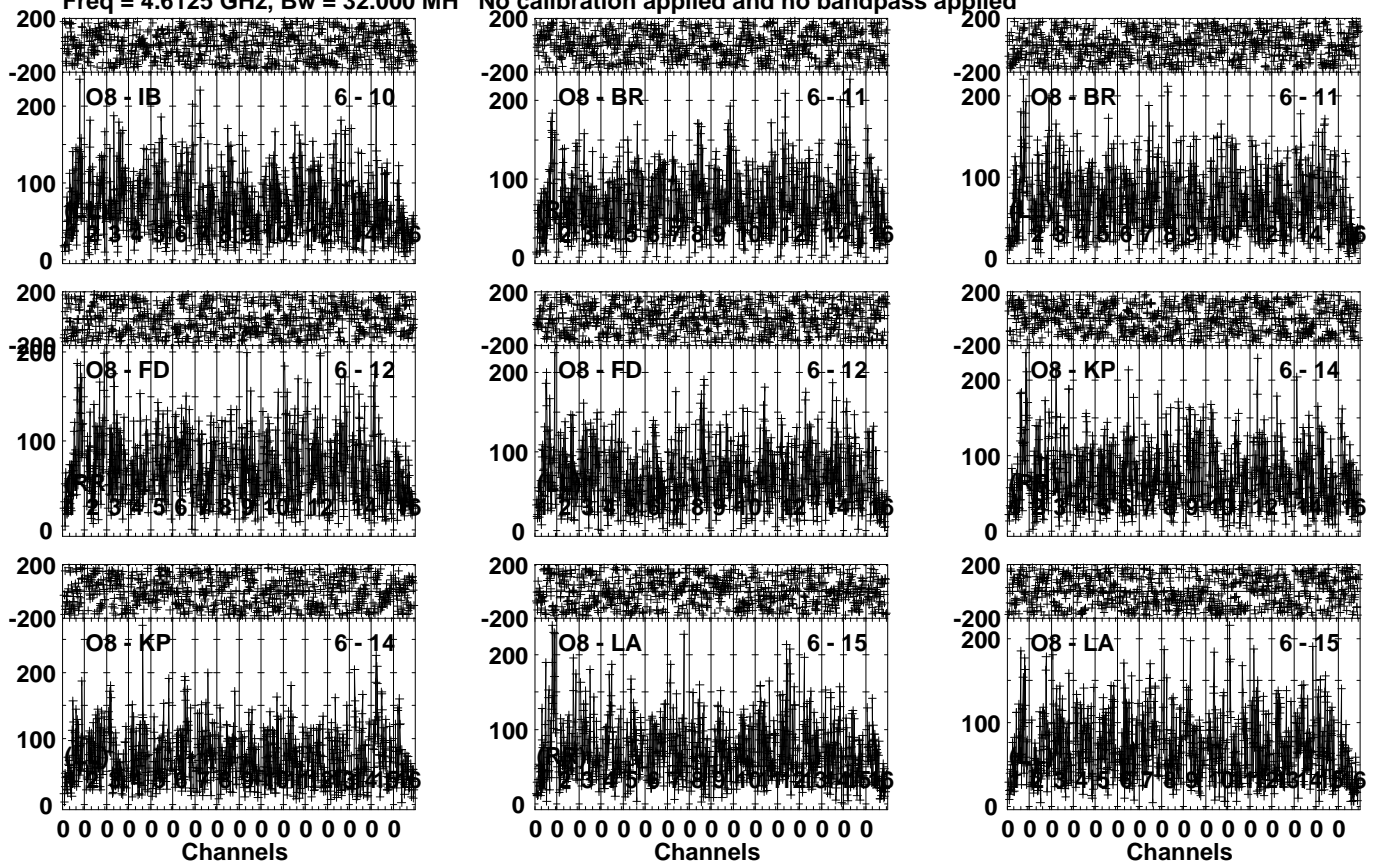 Freq = 4.6125 GHz, Bw = 32.000 MH No calibration applied and no bandpass applied
200 200 200
-200 -200 -200
O8 - IB 6 - 10 O8 - BR 6 - 11 O8 - BR 6 - 11
200 200 200
100 100 100
0 0 0
200 200 200
-200 -200 -200
200
O8 - FD 6 - 12 O8 - FD 6 - 12 O8 - KP 6 - 14
200 200
100 100 100
0 0 0
200 200 200
-200 -200 -200
O8 - KP 6 - 14 O8 - LA 6 - 15 O8 - LA 6 - 15
200 200 200
100 100 100
0 0 0
0 0 0 0 0 0 0 0 0 0 0 0 0 0 0 0 0 0 0 0 0 0 0 0 0 0 0 0 0 0 0 0 0 0 0 0 0 0 0 0 0 0 0 0 0 0 0 0
Channels Channels Channels